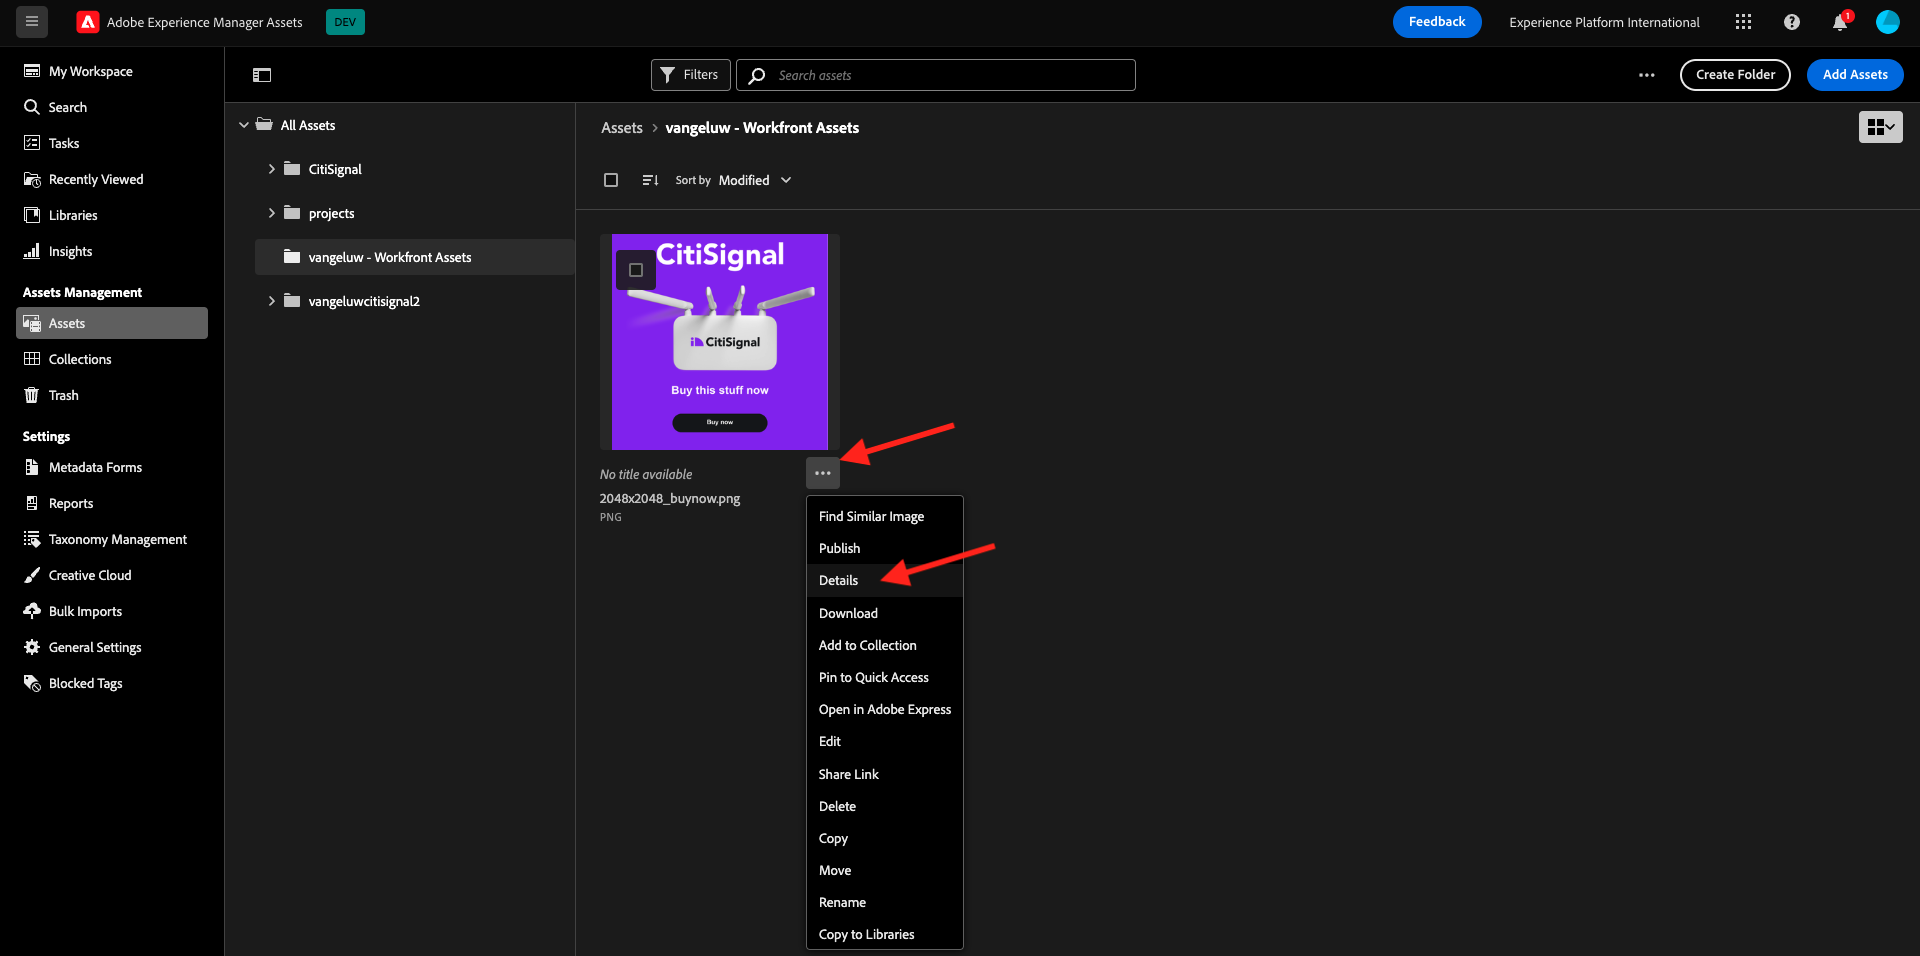 Adobe Experience Manager Assets
DEV
Feedback
Experience Platform International
1
My Workspace
Search
Tasks
Recently Viewed
Libraries
Insights
Assets Management
Assets
Collections
Trash
Settings
Metadata Forms
Reports
Taxonomy Management
Creative Cloud
Bulk Imports
General Settings
Blocked Tags
Filters
Search assets
Create Folder
Add Assets
All Assets
CitiSignal
projects
vangeluw - Workfront Assets
vangeluwcitisignal2
Assets > vangeluw - Workfront Assets
Sort by Modified
CitiSignal
CitiSignal
Buy this stuff now
Buy now
No title available
2048x2048_buynow.png
PNG
Find Similar Image
Publish
Details
Download
Add to Collection
Pin to Quick Access
Open in Adobe Express
Edit
Share Link
Delete
Copy
Move
Rename
Copy to Libraries